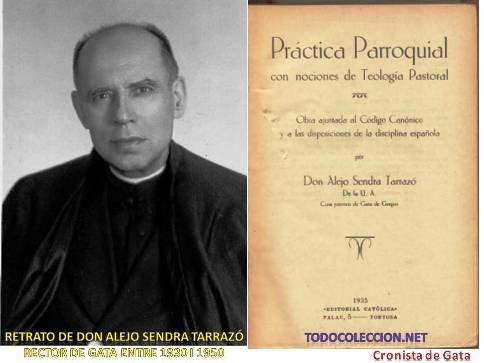 RETRATO DE DON ALEJO SENDRA TARRAZÓ
RECTOR DE GATA ENTRE 1930 I 1950
Práctica Parroquial
con nociones de Teología Pastoral
Obra ajustada al Código Canónico
y a las disposiciones de la disciplina española
por
Don Alejo Sendra Tarrazó
De la U. A.
Cura párroco de Gata de Gorgos
1935
«EDITORIAL CATÓLICA»
PALAU, 5 — TORTOSA
TODOCOLECCION.NET
Cronista de Gata